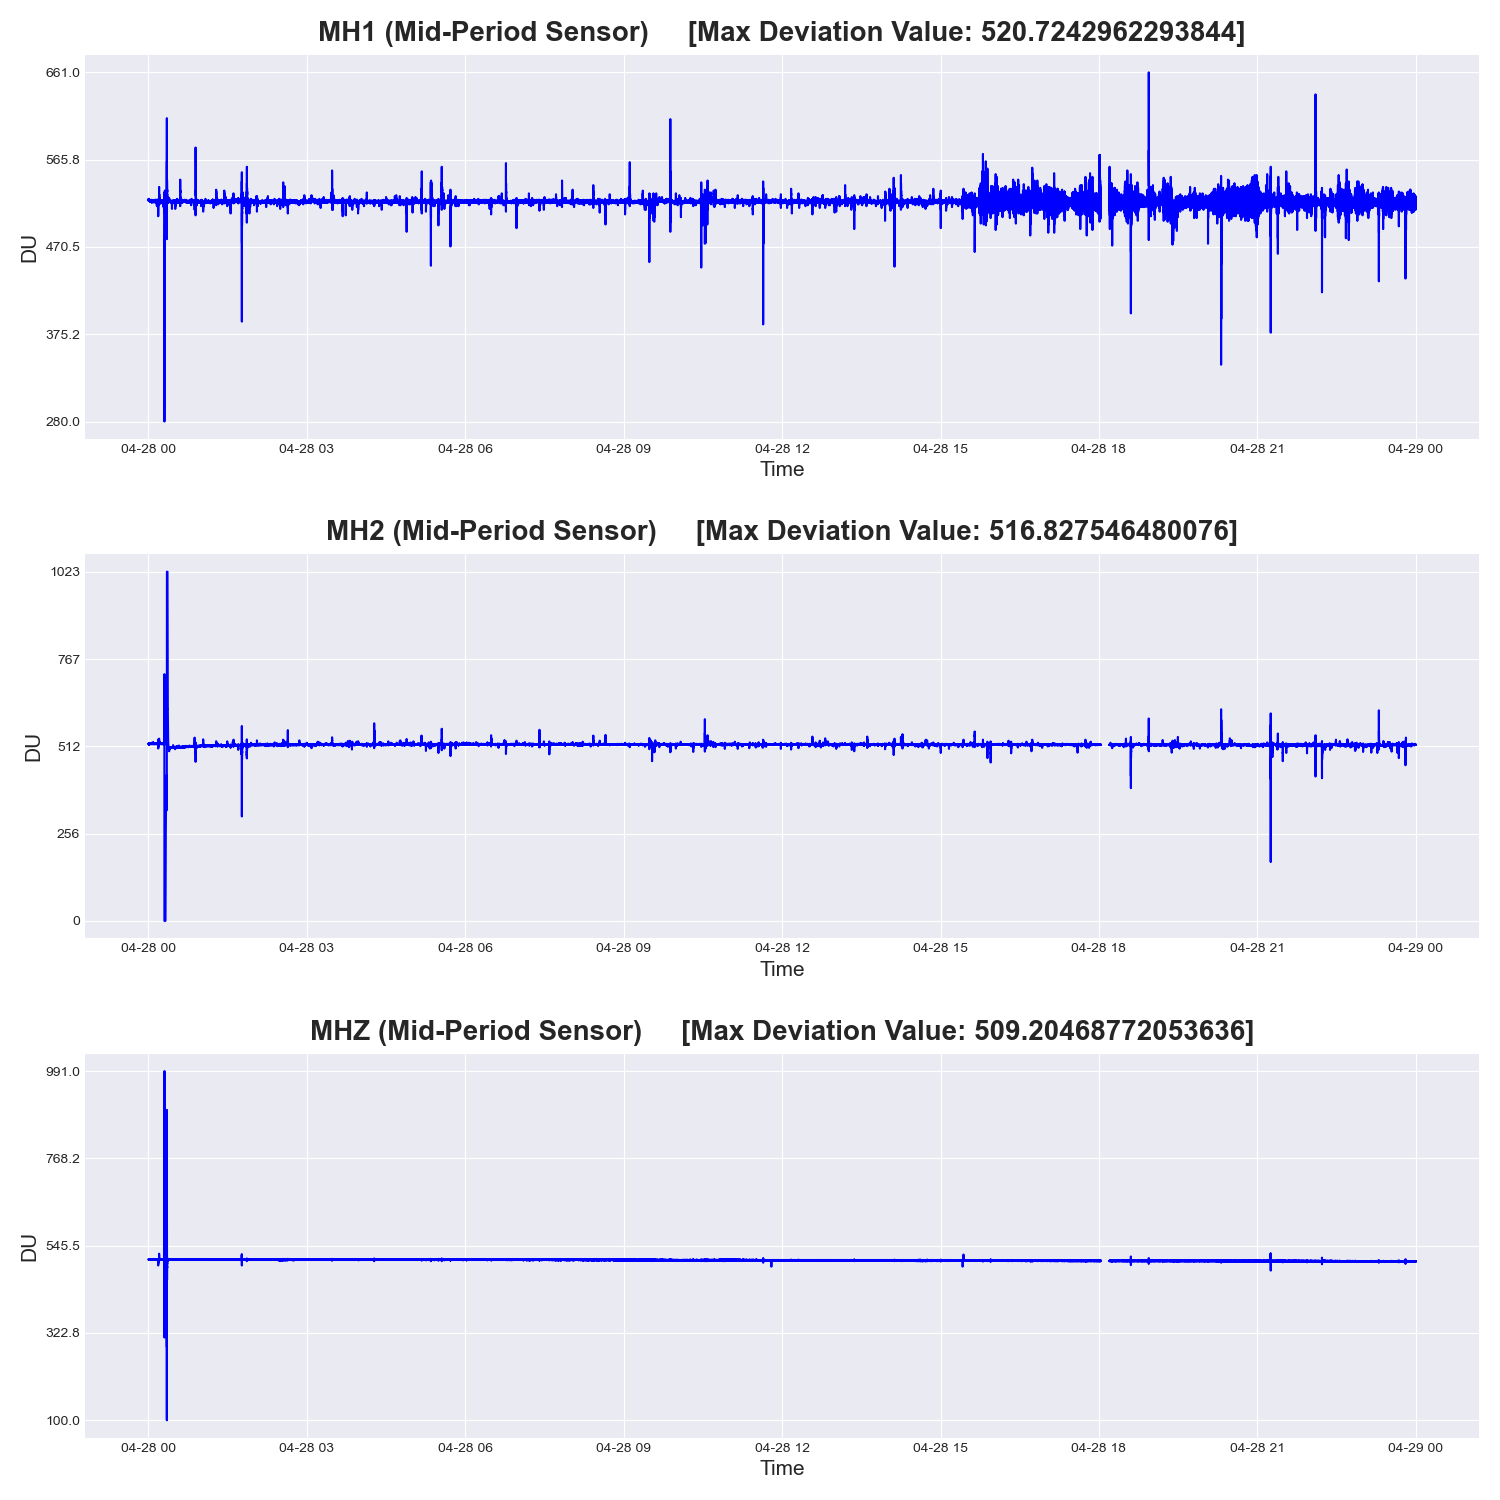 MH1 (Mid-Period Sensor) [Max Deviation Value: 520.7242962293844]
661.0
565.8
470.5
375.2
280.0
DU
04-28 00 04-28 03 04-28 06 04-28 09 04-28 12 04-28 15 04-28 18 04-28 21 04-29 00
Time
MH2 (Mid-Period Sensor) [Max Deviation Value: 516.827546480076]
1023
767
512
256
0
DU
04-28 00 04-28 03 04-28 06 04-28 09 04-28 12 04-28 15 04-28 18 04-28 21 04-29 00
Time
MHZ (Mid-Period Sensor) [Max Deviation Value: 509.20468772053636]
991.0
768.2
545.5
322.8
100.0
DU
04-28 00 04-28 03 04-28 06 04-28 09 04-28 12 04-28 15 04-28 18 04-28 21 04-29 00
Time